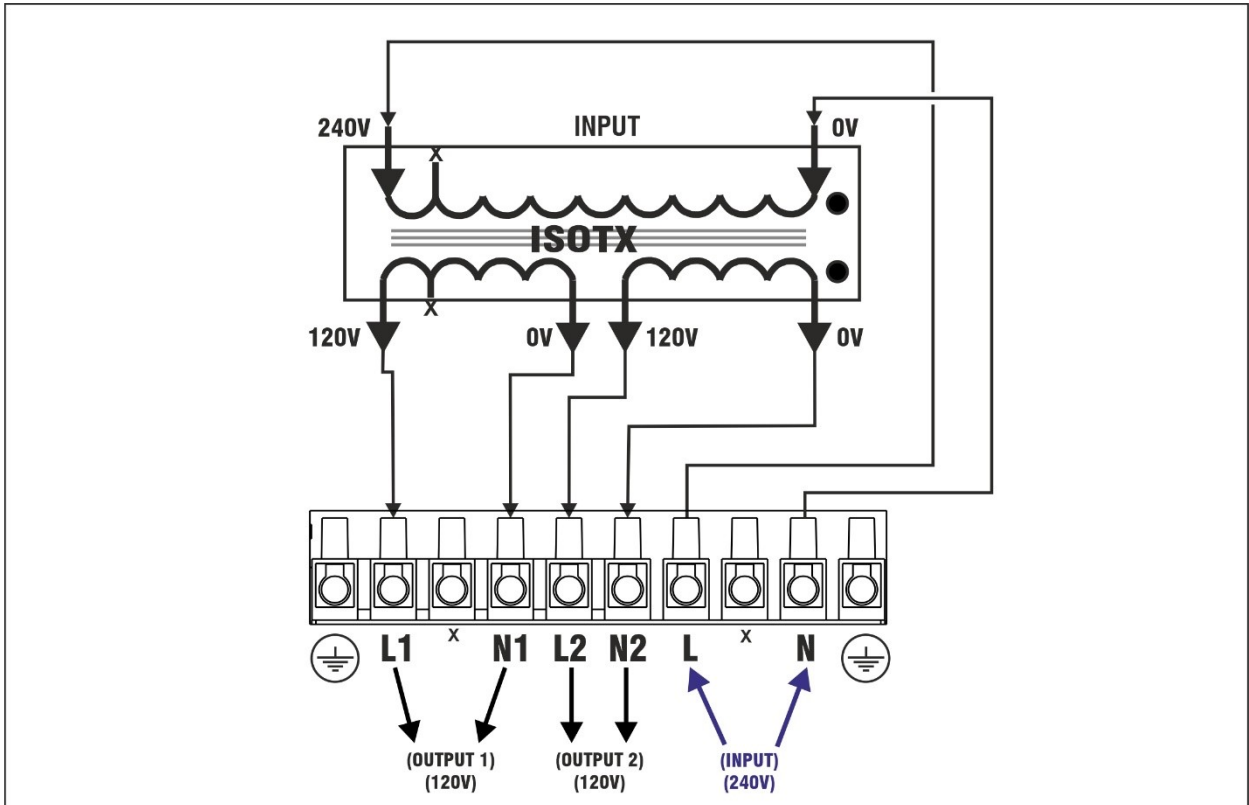 240V INPUT 0V
X
ISOTX
X
120V 0V 120V 0V
L1 X N1 L2 N2 L X N
(OUTPUT 1) (OUTPUT 2) (INPUT)
(120V) (120V) (240V)